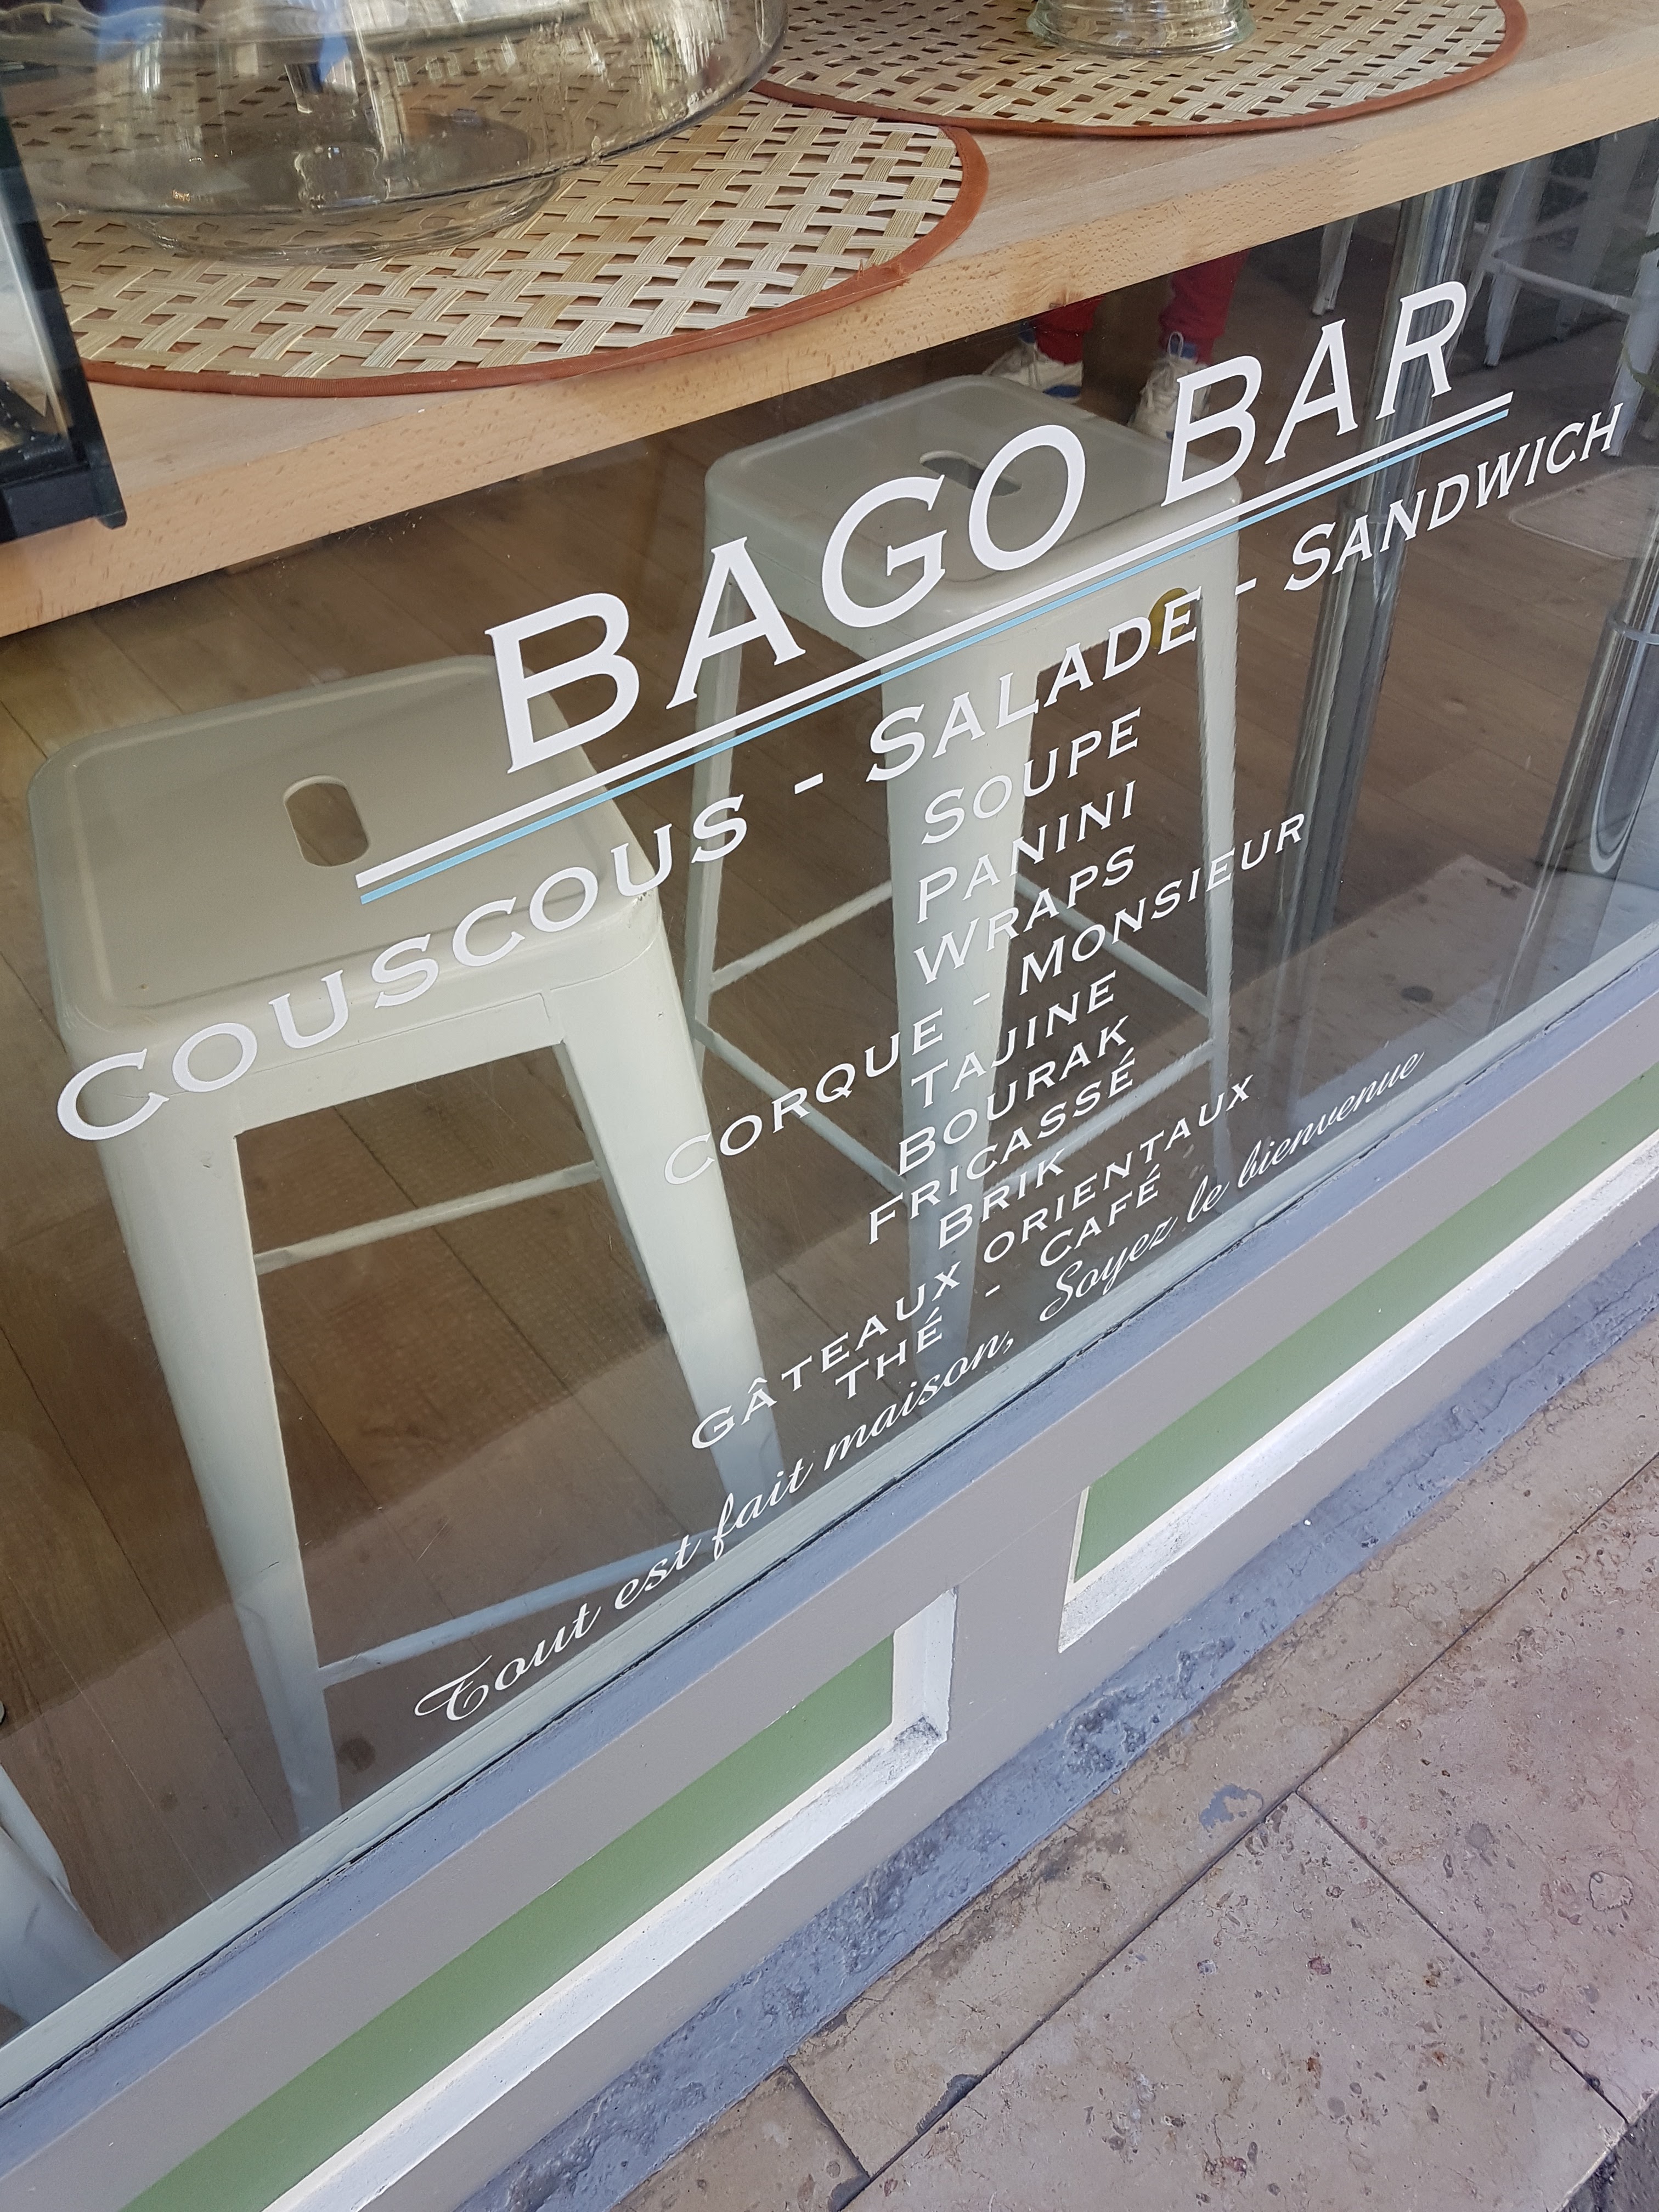 BAGO BAR
COUSCOUS - SALADE - SANDWICH
SOUPE
PANINI
WRAPS
CORQUE - MONSIEUR
TAJINE
BOURAK
FRICASSÉ
BRIK
GÂTEAUX ORIENTAUX
THÉ - CAFÉ
Tout est fait maison, Soyez le bienvenue